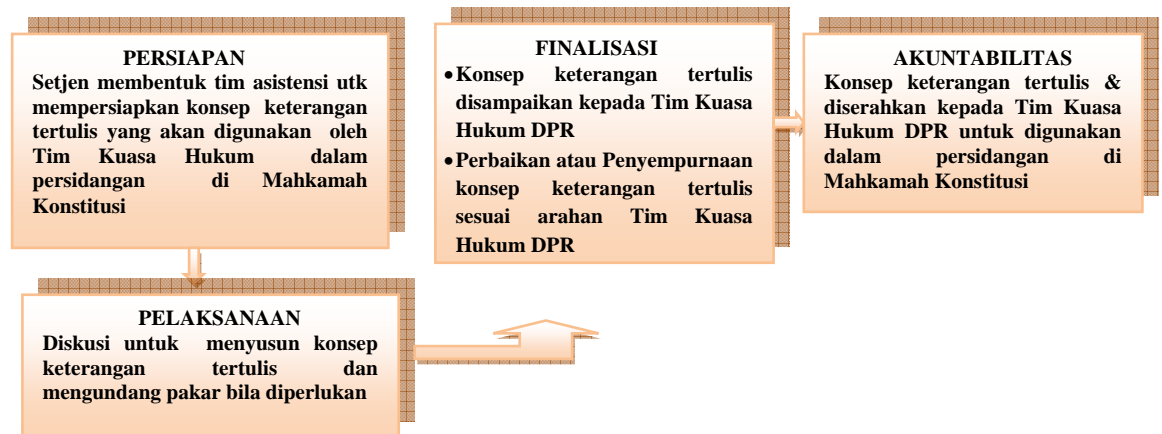 PERSIAPAN
Setjen membentuk tim asistensi utk
mempersiapkan konsep keterangan
tertulis yang akan digunakan oleh
Tim Kuasa Hukum dalam
persidangan di Mahkamah
Konstitusi
PELAKSANAAN
Diskusi untuk menyusun konsep
keterangan tertulis dan
mengundang pakar bila diperlukan
FINALISASI
• Konsep keterangan tertulis
disampaikan kepada Tim Kuasa
Hukum DPR
• Perbaikan atau Penyempurnaan
konsep keterangan tertulis
sesuai arahan Tim Kuasa
Hukum DPR
AKUNTABILITAS
Konsep keterangan tertulis &
diserahkan kepada Tim Kuasa
Hukum DPR untuk digunakan
dalam persidangan di
Mahkamah Konstitusi